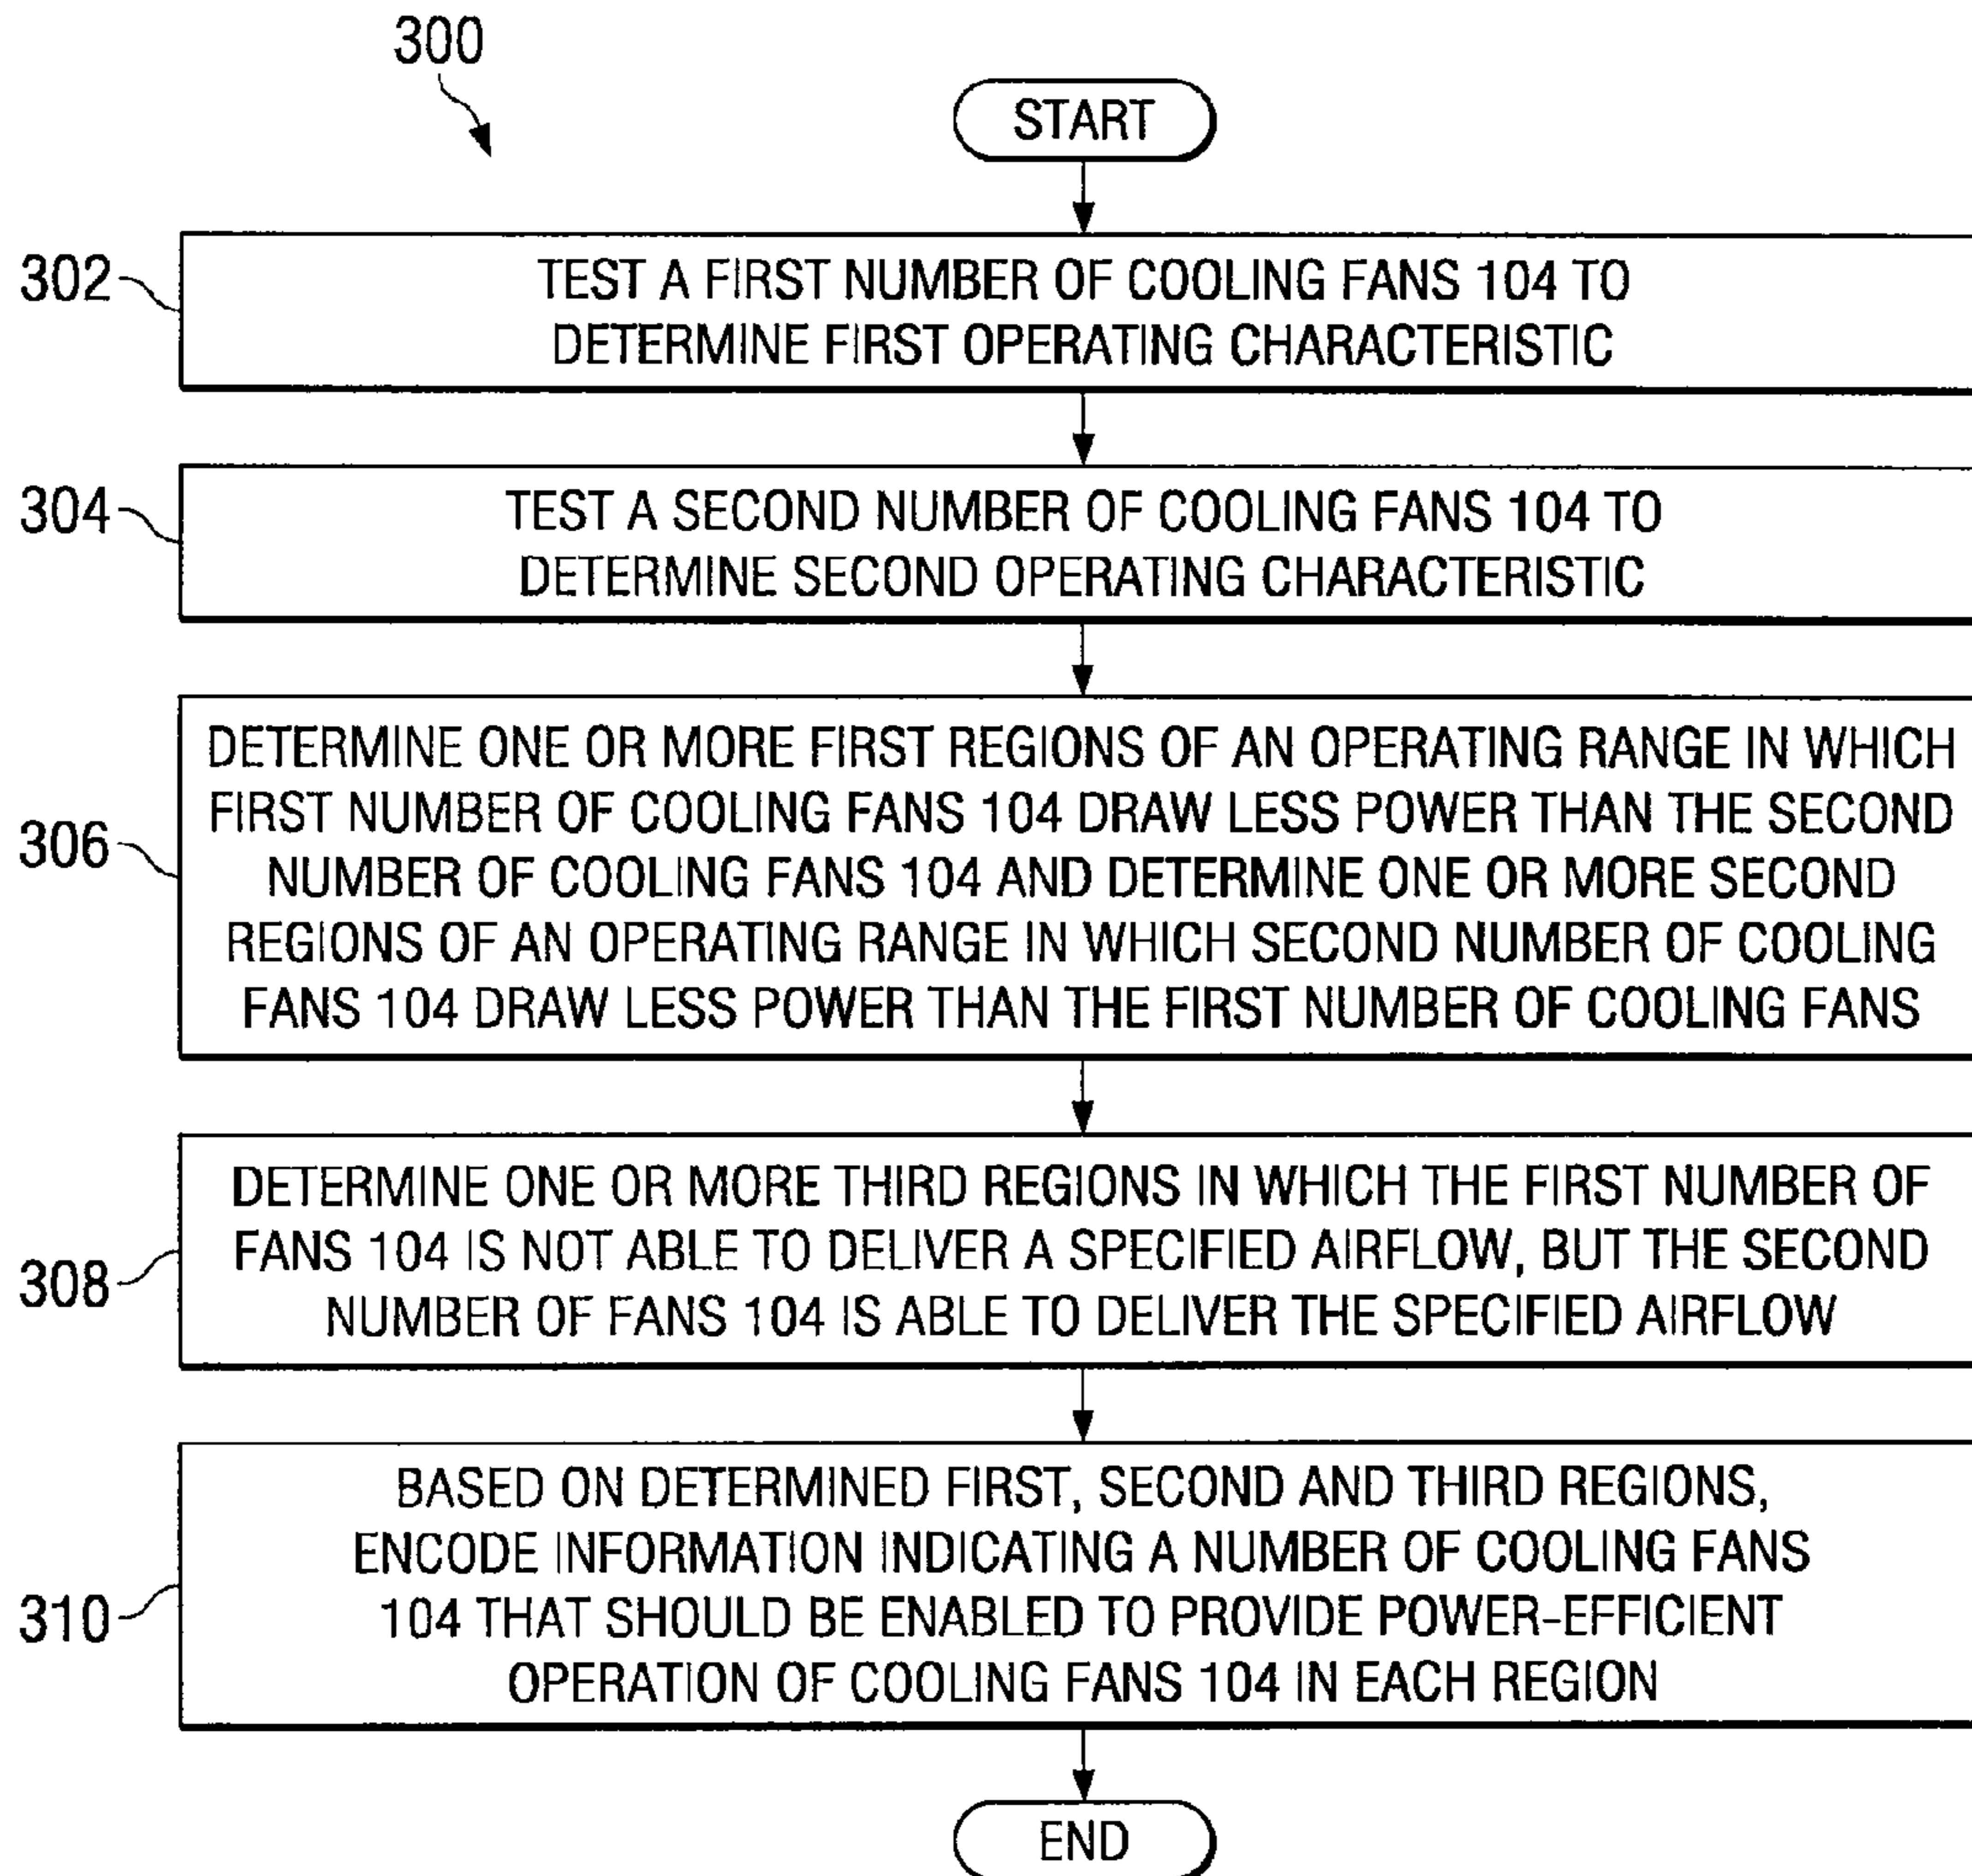 300
START
302
TEST A FIRST NUMBER OF COOLING FANS 104 TO
DETERMINE FIRST OPERATING CHARACTERISTIC
304
TEST A SECOND NUMBER OF COOLING FANS 104 TO
DETERMINE SECOND OPERATING CHARACTERISTIC
306
DETERMINE ONE OR MORE FIRST REGIONS OF AN OPERATING RANGE IN WHICH
FIRST NUMBER OF COOLING FANS 104 DRAW LESS POWER THAN THE SECOND
NUMBER OF COOLING FANS 104 AND DETERMINE ONE OR MORE SECOND
REGIONS OF AN OPERATING RANGE IN WHICH SECOND NUMBER OF COOLING
FANS 104 DRAW LESS POWER THAN THE FIRST NUMBER OF COOLING FANS
308
DETERMINE ONE OR MORE THIRD REGIONS IN WHICH THE FIRST NUMBER OF
FANS 104 IS NOT ABLE TO DELIVER A SPECIFIED AIRFLOW, BUT THE SECOND
NUMBER OF FANS 104 IS ABLE TO DELIVER THE SPECIFIED AIRFLOW
310
BASED ON DETERMINED FIRST, SECOND AND THIRD REGIONS,
ENCODE INFORMATION INDICATING A NUMBER OF COOLING FANS
104 THAT SHOULD BE ENABLED TO PROVIDE POWER-EFFICIENT
OPERATION OF COOLING FANS 104 IN EACH REGION
END